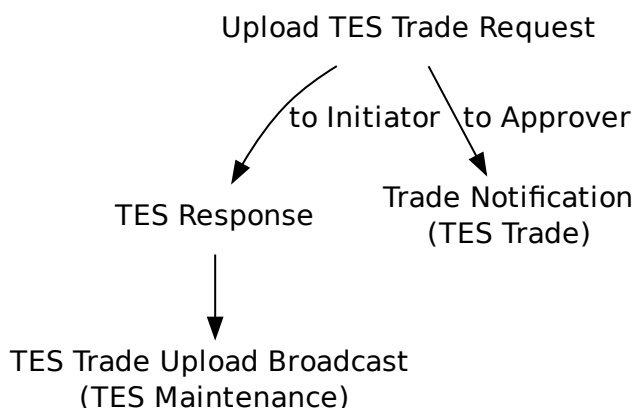 Upload TES Trade Request
to Initiator
to Approver
TES Response
Trade Notification
(TES Trade)
TES Trade Upload Broadcast
(TES Maintenance)